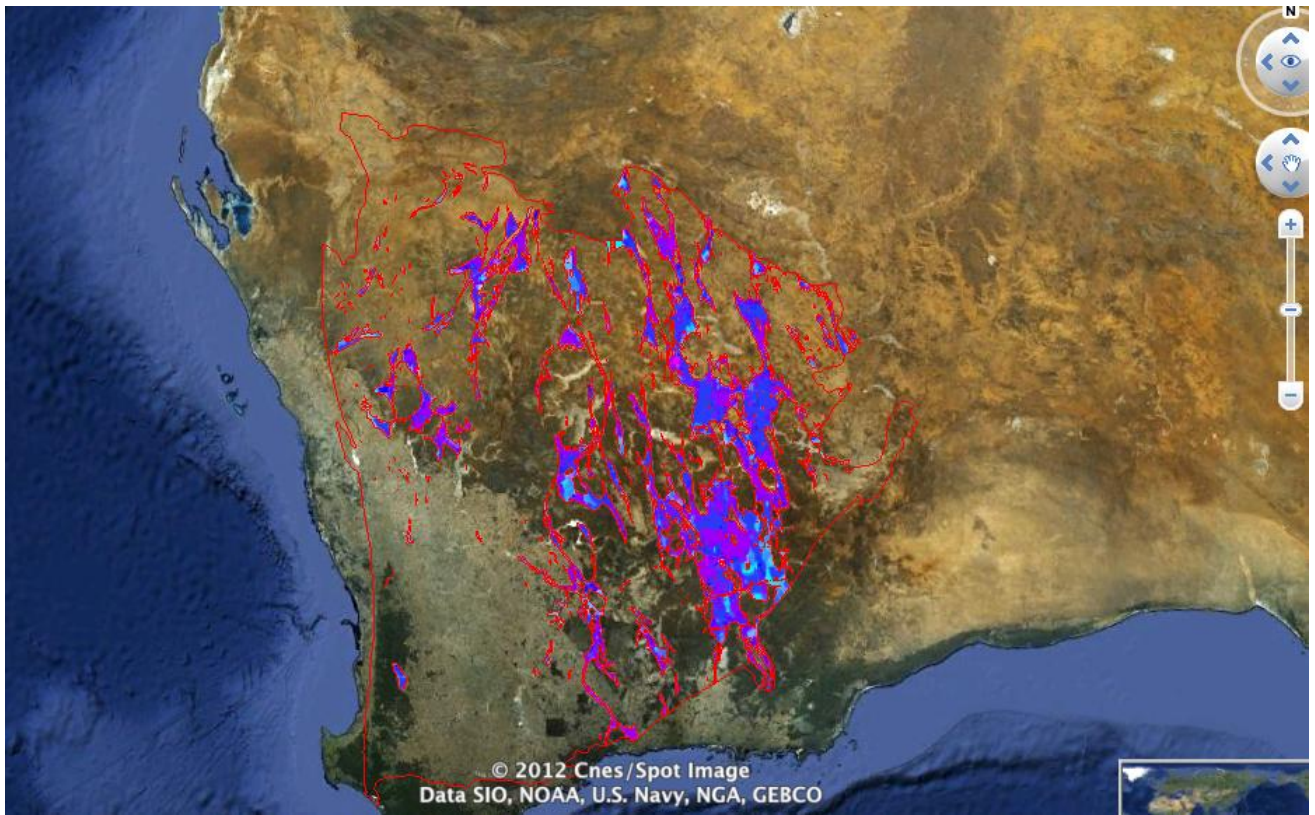 N
© 2012 Cnes/Spot Image
Data SIO, NOAA, U.S. Navy, NGA, GEBCO